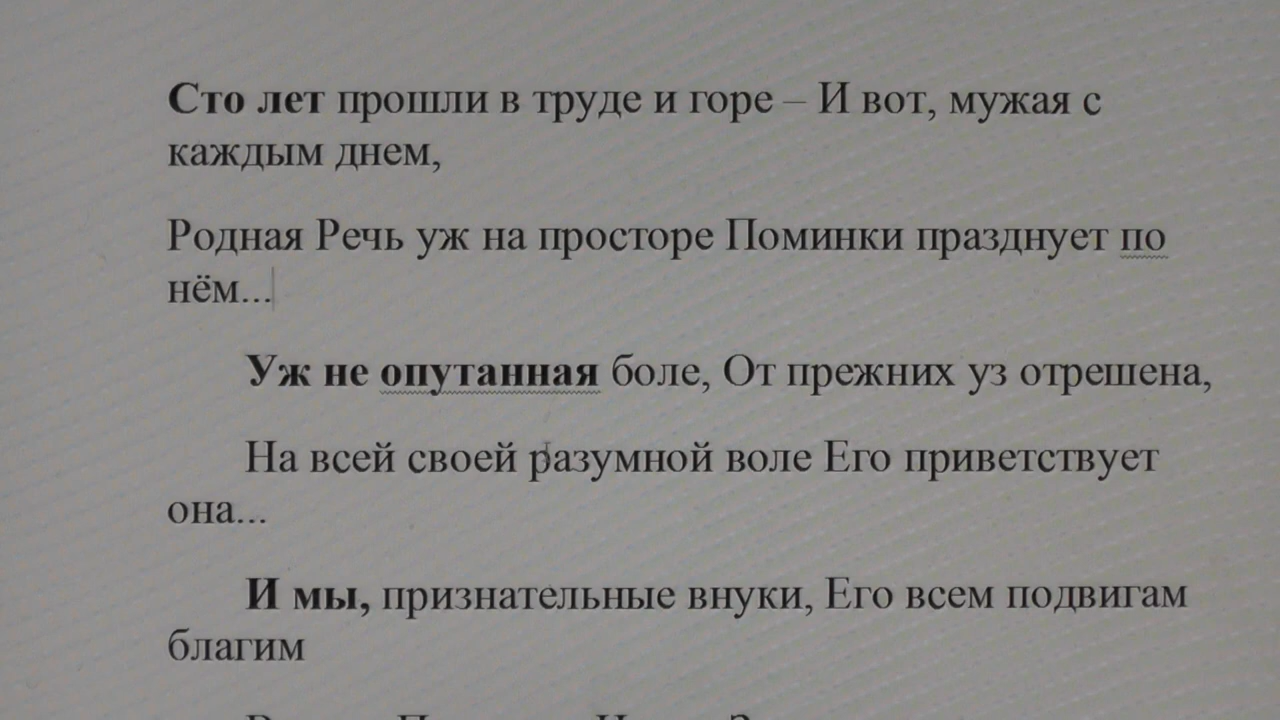 Сто лет прошли в труде и горе – И вот, мужая с
каждым днем,
Родная Речь уж на просторе Поминки празднует по
нём...
Уж не опутанная боле, От прежних уз отрешена,
На всей своей разумной воле Его приветствует
она...
И мы, признательные внуки, Его всем подвигам
благим